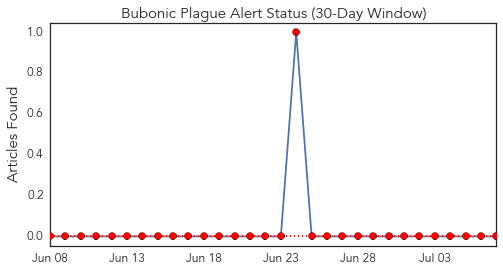 Bubonic Plague Alert Status (30-Day Window)
Articles Found
1.0
0.8
0.6
0.4
0.2
0.0
Jun 08 Jun 13 Jun 18 Jun 23 Jun 28 Jul 03